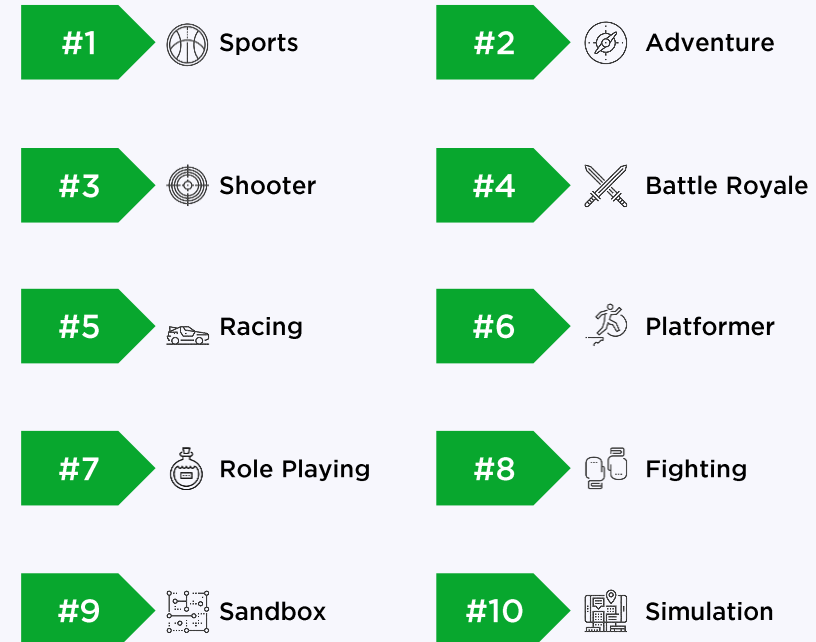 #1 Sports
#2 Adventure
#3 Shooter
#4 Battle Royale
#5 Racing
#6 Platformer
#7 Role Playing
#8 Fighting
#9 Sandbox
#10 Simulation